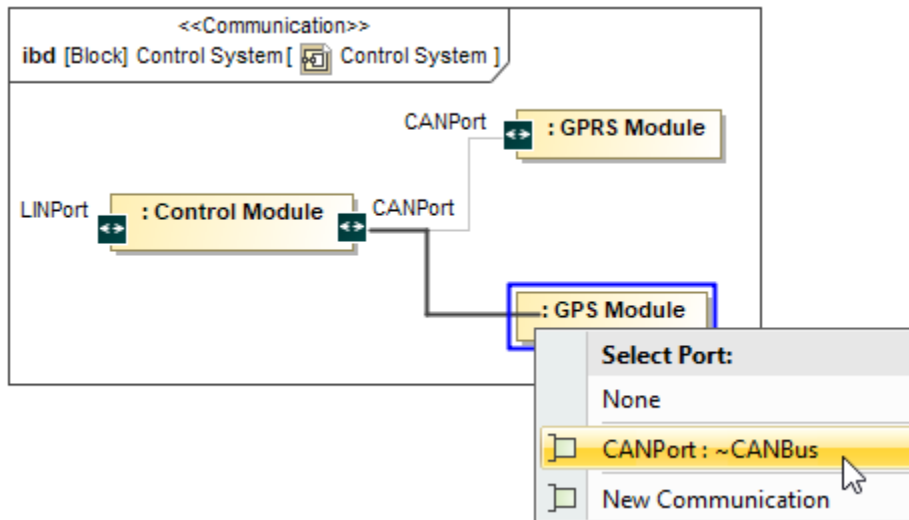 <<Communication>>
ibd [Block] Control System[ Control System ]
CANPort
: GPRS Module
LINPort
: Control Module
CANPort
: GPS Module
Select Port:
None
CANPort : ~CANBus
New Communication